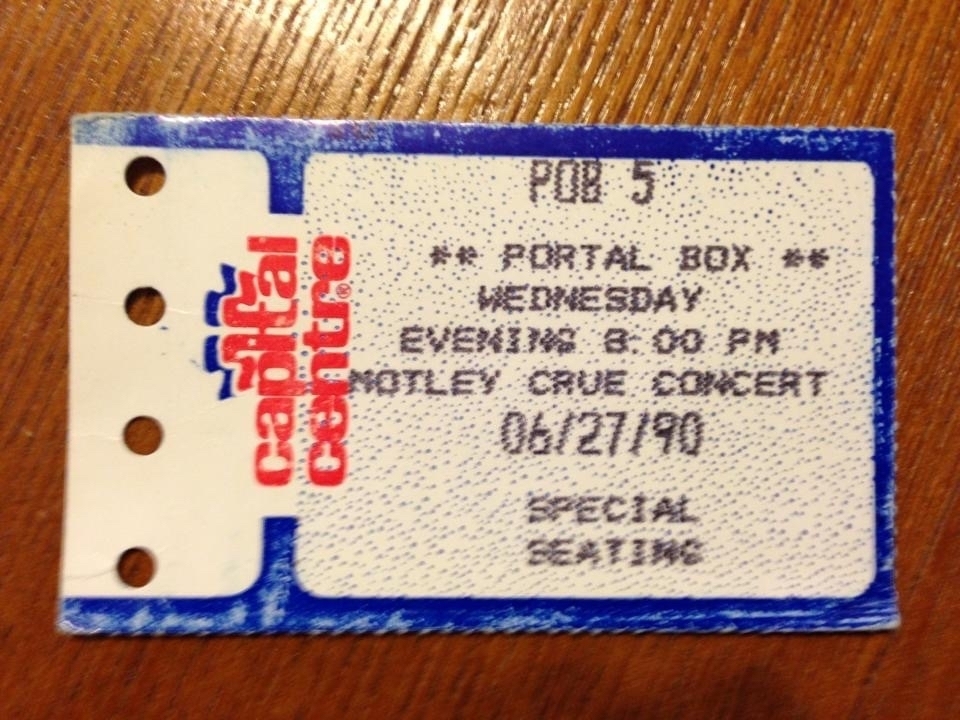 capital
centre®
POB 5
** PORTAL BOX **
WEDNESDAY
EVENING 8:00 PM
MOTLEY CRUE CONCERT
06/27/90
SPECIAL
SEATING